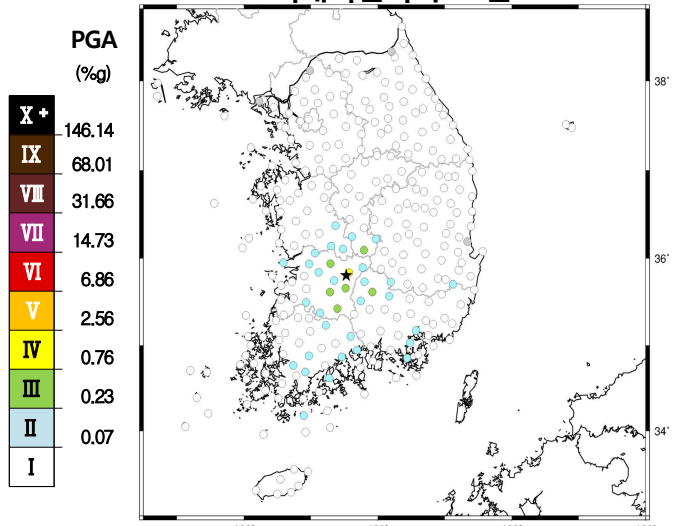 PGA
(%g)
X+
146.14
IX
68.01
VIII
31.66
VII
14.73
VI
6.86
V
2.56
IV
0.76
III
0.23
II
0.07
I
38˚
36˚
34˚